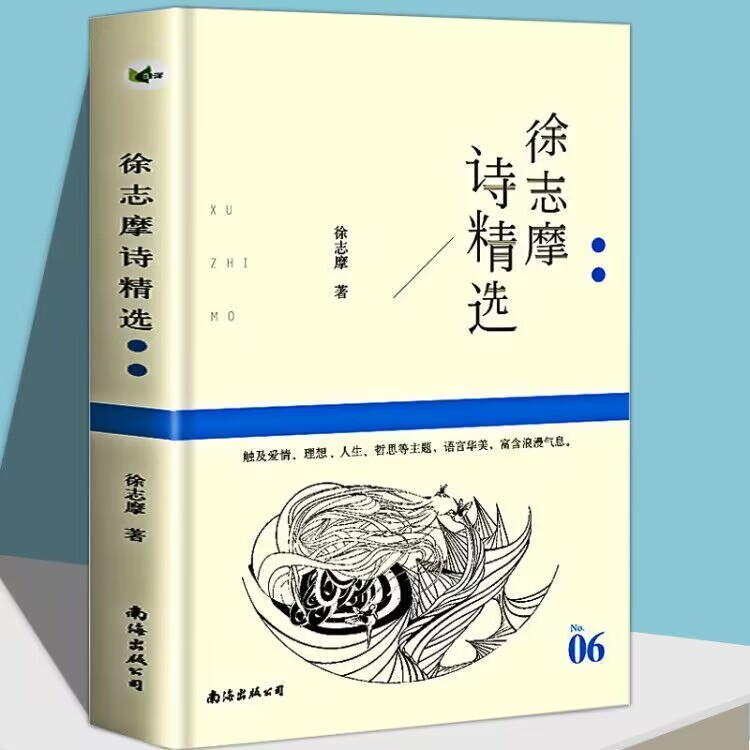 徐志摩诗精选
徐志摩 著
南海出版公司
徐志摩
诗精选
XU
ZHI
MO
徐志摩 著
触及爱情、理想、人生、哲思等主题，语言华美，富含浪漫气息。
No.
06
南海出版公司